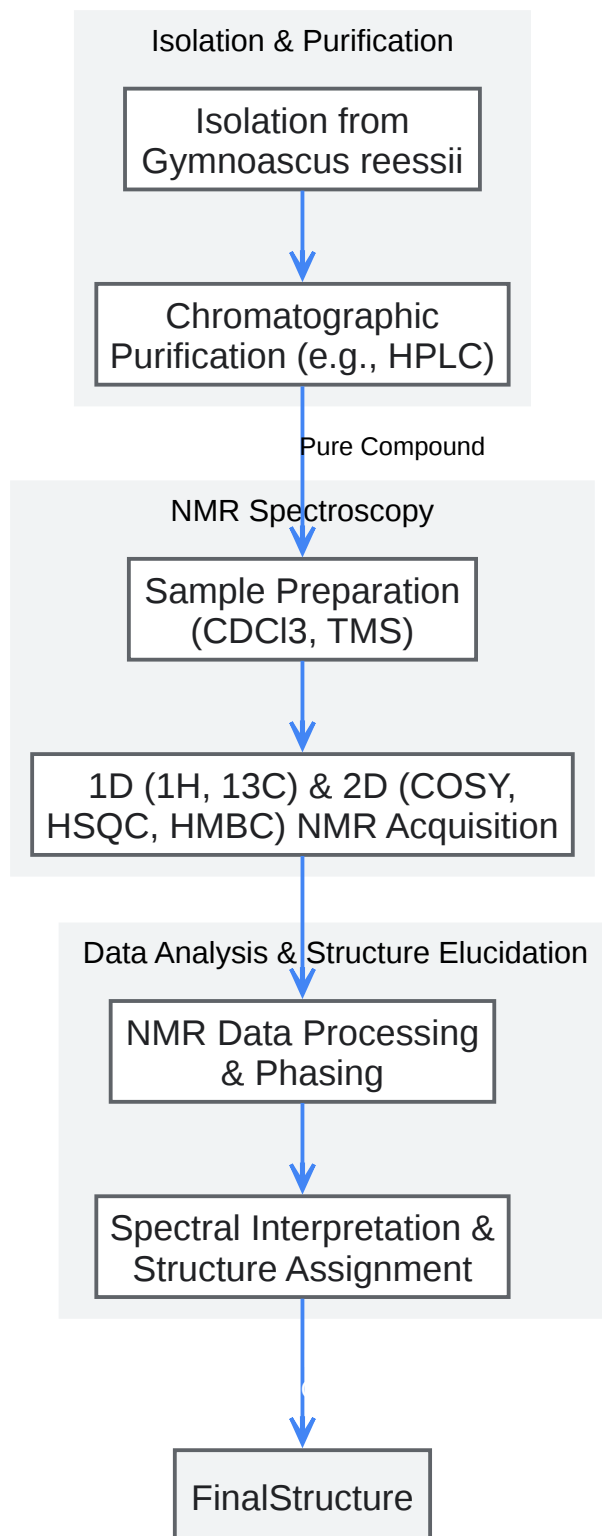 Isolation & Purification
Isolation from
Gymnoascus reessii
Chromatographic
Purification (e.g., HPLC)
Pure Compound
NMR Spectroscopy
Sample Preparation
(CDCl3, TMS)
1D (1H, 13C) & 2D (COSY,
HSQC, HMBC) NMR Acquisition
Data Analysis & Structure Elucidation
NMR Data Processing
& Phasing
Spectral Interpretation &
Structure Assignment
FinalStructure